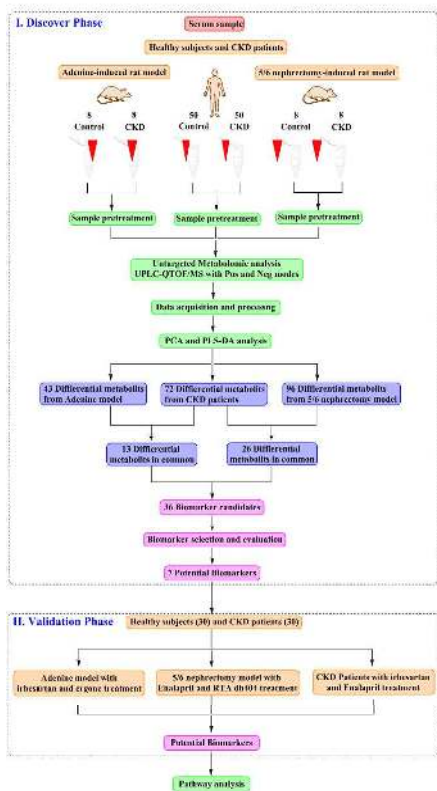 I. Discover Phase
Serum sample
Healthy subjects and CKD patients
Adenine-induced rat model
5/6 nephrectomy-induced rat model
8
Control
8
CKD
50
Control
50
CKD
8
Control
8
CKD
Sample pretreatment
Sample pretreatment
Sample pretreatment
Untargeted Metabolomic analysis
UPLC-QTOF/MS with Pos and Neg modes
Data acquisition and processng
PCA and PLS-DA analysis
43 Differential metabolits
from Adenine model
72 Differential metabolits
from CKD patients
96 Differential metabolits
from 5/6 nephrectomy model
13 Differential
metabolits in common
26 Differential
metabolits in common
36 Biomarker candidates
Biomarker selection and evaluation
7 Potential Biomarkers
II. Validation Phase
Healthy subjects (30) and CKD patients (30)
Adenine model with
irbesartan and ergone treatment
5/6 nephrectomy model with
Enalapril and RTA dh404 treatment
CKD Patients with irbesartan
and Enalapril treatment
Potential Biomarkers
Pathway analysis